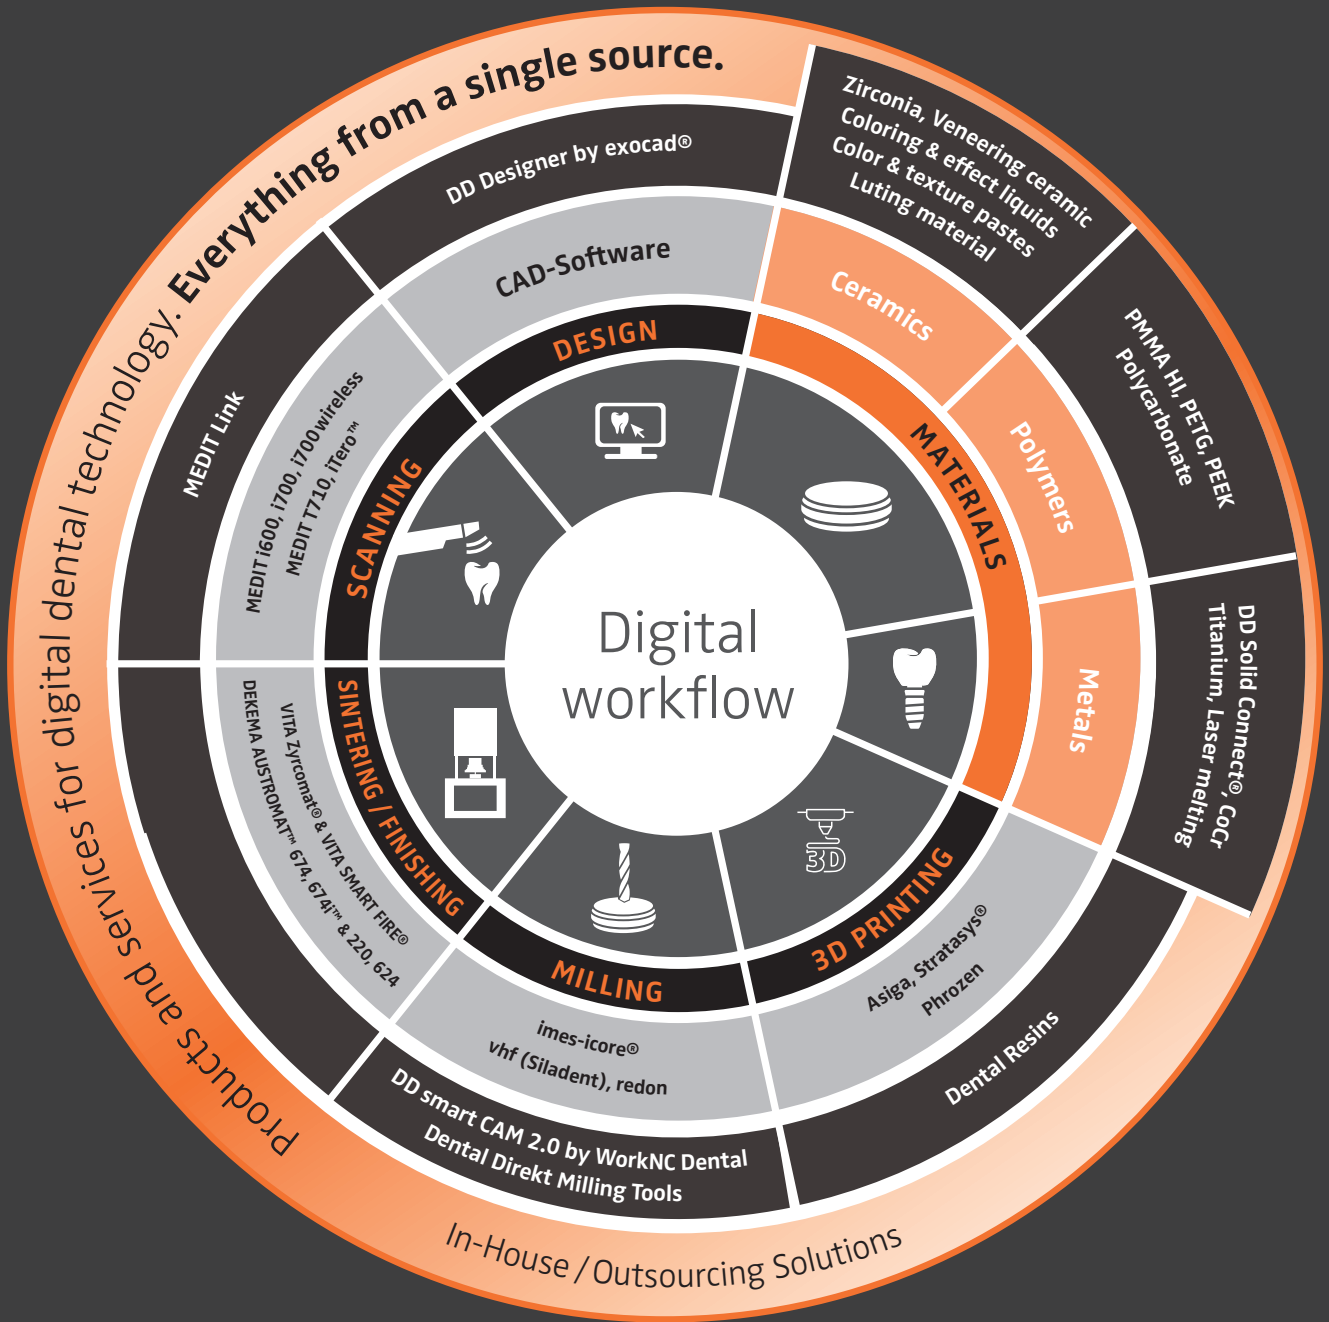 Products and services for digital dental technology. Everything from a single source.
DD Designer by exocad®
CAD-Software
DESIGN
Zirconia, Veneering ceramic
Coloring & effect liquids
Color & texture pastes
Luting material
Ceramics
MATERIALS
PMMA HI, PETG, PEEK
Polycarbonate
Polymers
DD Solid Connect®, CoCr
Titanium, Laser melting
Metals
3D
3D PRINTING
Asiga, Stratasys®
Phrozen
Dental Resins
MILLING
imes-icore®
vhf (Siladent), redon
DD smart CAM 2.0 by WorkNC Dental
Dental Direkt Milling Tools
SINTERING / FINISHING
VITA Zyrcomat® & VITA SMART FIRE®
DEKEMA AUSTROMAT™ 674, 674i™ & 220, 624
SCANNING
MEDIT i600, i700, i700 wireless
MEDIT T710, iTero™
MEDIT Link
Digital
workflow
In-House / Outsourcing Solutions